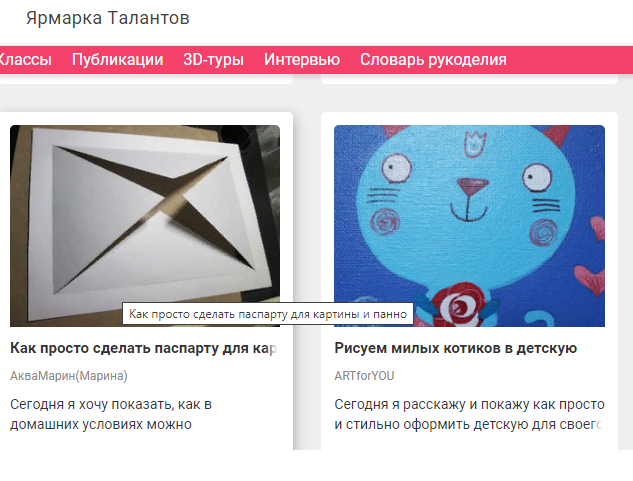 Ярмарка Талантов
Классы Публикации 3D-туры Интервью Словарь рукоделия
Как просто сделать паспарту для картины и панно
Как просто сделать паспарту для кар
АкваМарин(Марина)
Сегодня я хочу показать, как в
домашних условиях можно
Рисуем милых котиков в детскую
ARTforYOU
Сегодня я расскажу и покажу как просто
и стильно оформить детскую для своего